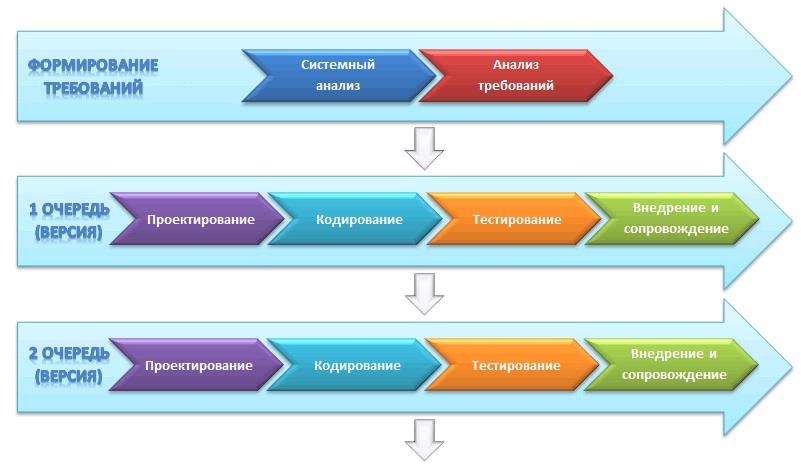 ФОРМИРОВАНИЕ
ТРЕБОВАНИЙ
Системный
анализ
Анализ
требований
1 ОЧЕРЕДЬ
(ВЕРСИЯ)
Проектирование
Кодирование
Тестирование
Внедрение и
сопровождение
2 ОЧЕРЕДЬ
(ВЕРСИЯ)
Проектирование
Кодирование
Тестирование
Внедрение и
сопровождение